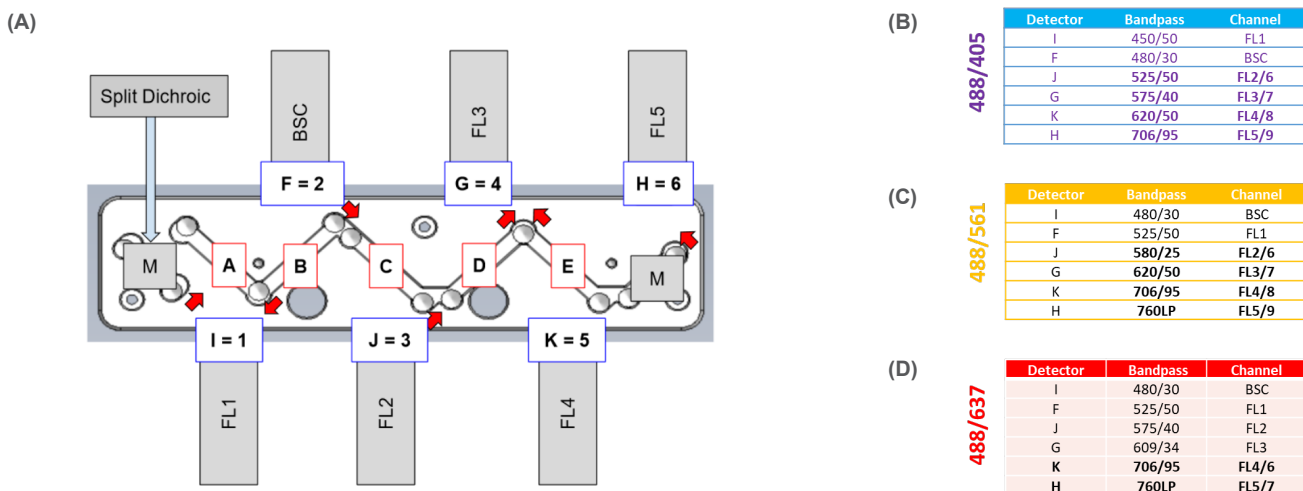 (A)
Split Dichroic
BSC
FL3
FL5
F = 2
G = 4
H = 6
M
A
B
C
D
E
M
I = 1
J = 3
K = 5
FL1
FL2
FL4
(B)
488/405
Detector Bandpass Channel
I 450/50 FL1
F 480/30 BSC
J 525/50 FL2/6
G 575/40 FL3/7
K 620/50 FL4/8
H 706/95 FL5/9
(C)
488/561
Detector Bandpass Channel
I 480/30 BSC
F 525/50 FL1
J 580/25 FL2/6
G 620/50 FL3/7
K 706/95 FL4/8
H 760LP FL5/9
(D)
488/637
Detector Bandpass Channel
I 480/30 BSC
F 525/50 FL1
J 575/40 FL2
G 609/34 FL3
K 706/95 FL4/6
H 760LP FL5/7